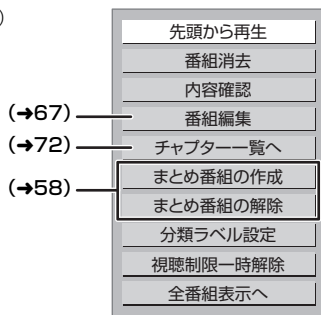 )
先頭から再生
番組消去
内容確認
(➔67) 番組編集
(➔72) チャプター一覧へ
(➔58) まとめ番組の作成
まとめ番組の解除
分類ラベル設定
視聴制限一時解除
全番組表示へ